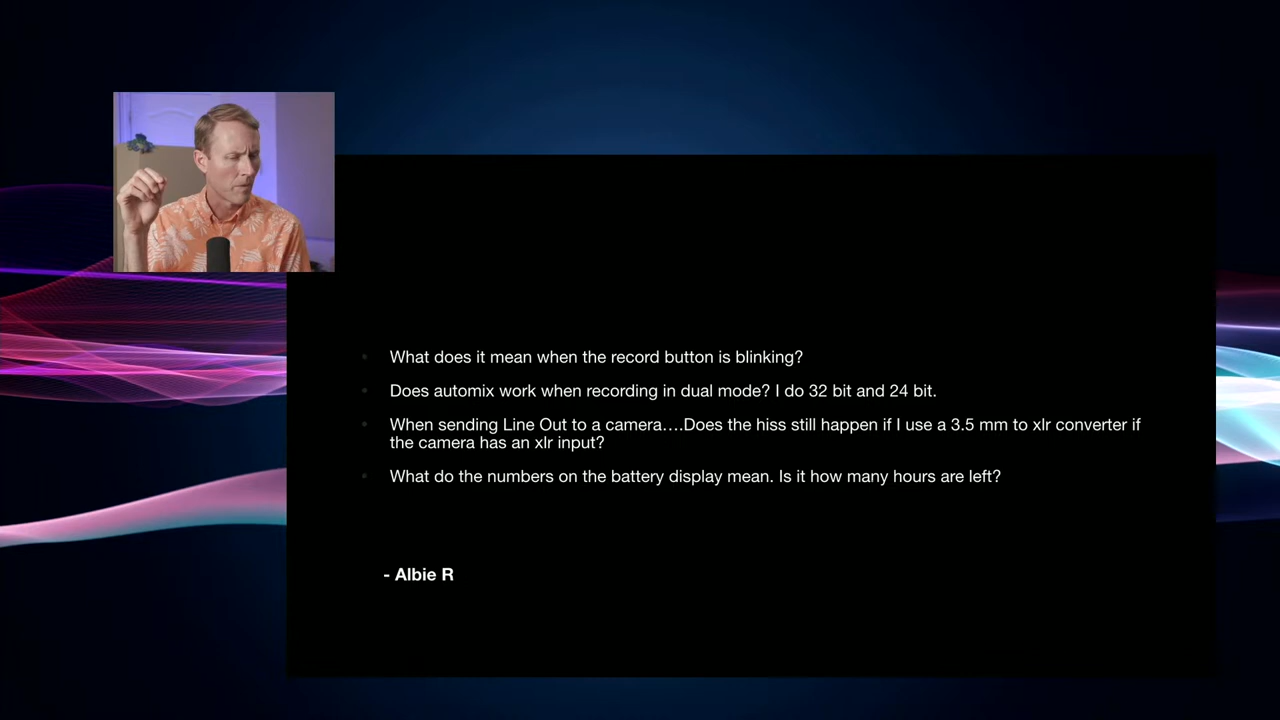 What does it mean when the record button is blinking?
Does automix work when recording in dual mode? I do 32 bit and 24 bit.
When sending Line Out to a camera….Does the hiss still happen if I use a 3.5 mm to xlr converter if
the camera has an xlr input?
What do the numbers on the battery display mean. Is it how many hours are left?
- Albie R